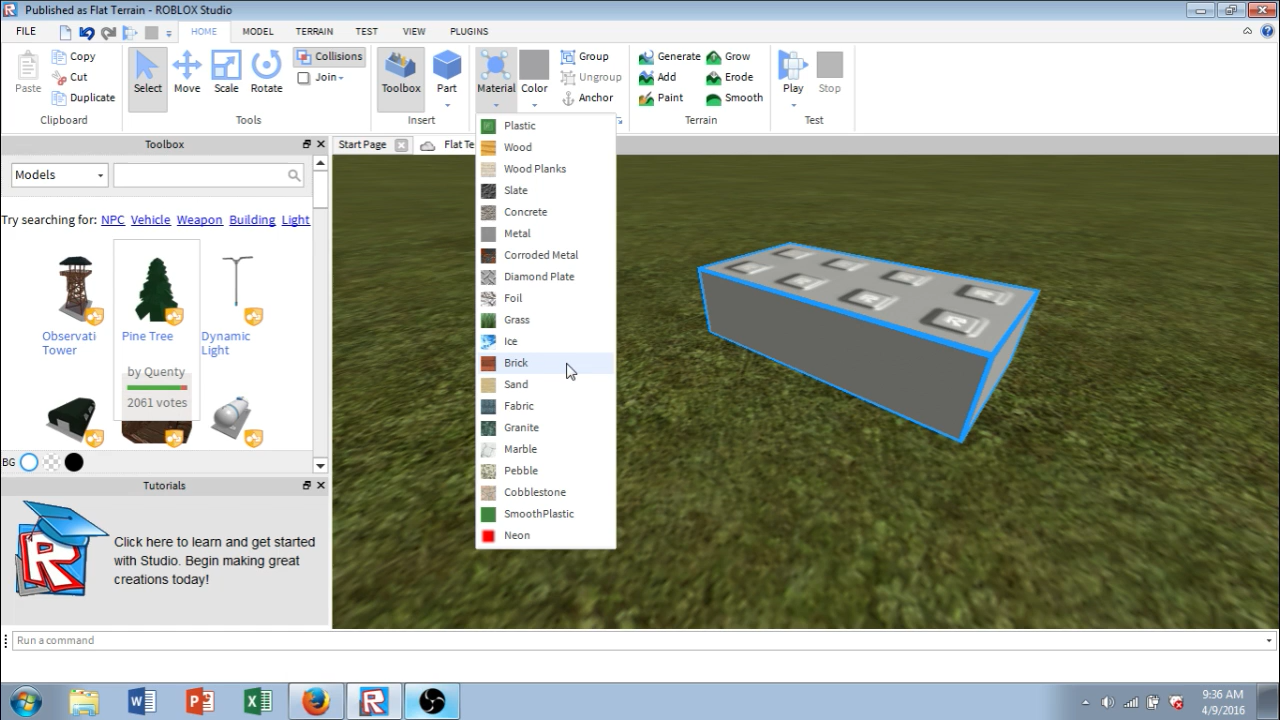 Published as Flat Terrain - ROBLOX Studio
FILE HOME MODEL TERRAIN TEST VIEW PLUGINS
Paste
Copy
Cut
Duplicate
Clipboard
Select
Move
Scale
Rotate
Collisions
Join
Tools
Toolbox
Part
Insert
Material
Color
Group
Ungroup
Anchor
Generate
Add
Paint
Grow
Erode
Smooth
Terrain
Play
Stop
Test
Toolbox
Models
Try searching for: NPC Vehicle Weapon Building Light
Observati
Tower
Pine Tree
by Quenty
2061 votes
Dynamic
Light
BG
Tutorials
Click here to learn and get started
with Studio. Begin making great
creations today!
Start Page
Flat Te
Plastic
Wood
Wood Planks
Slate
Concrete
Metal
Corroded Metal
Diamond Plate
Foil
Grass
Ice
Brick
Sand
Fabric
Granite
Marble
Pebble
Cobblestone
SmoothPlastic
Neon
Run a command
9:36 AM
4/9/2016